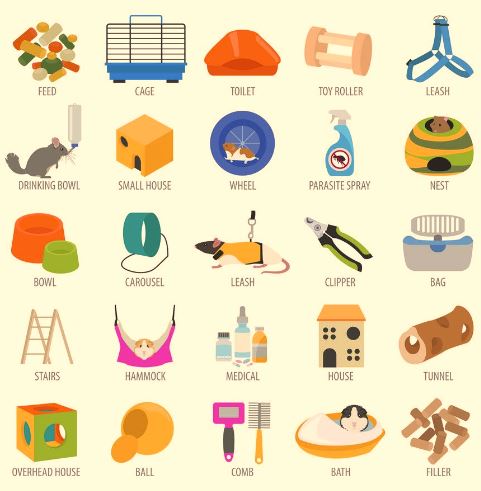 FEED
CAGE
TOILET
TOY ROLLER
LEASH
DRINKING BOWL
SMALL HOUSE
WHEEL
PARASITE SPRAY
NEST
BOWL
CAROUSEL
LEASH
CLIPPER
BAG
STAIRS
HAMMOCK
MEDICAL
HOUSE
TUNNEL
OVERHEAD HOUSE
BALL
COMB
BATH
FILLER